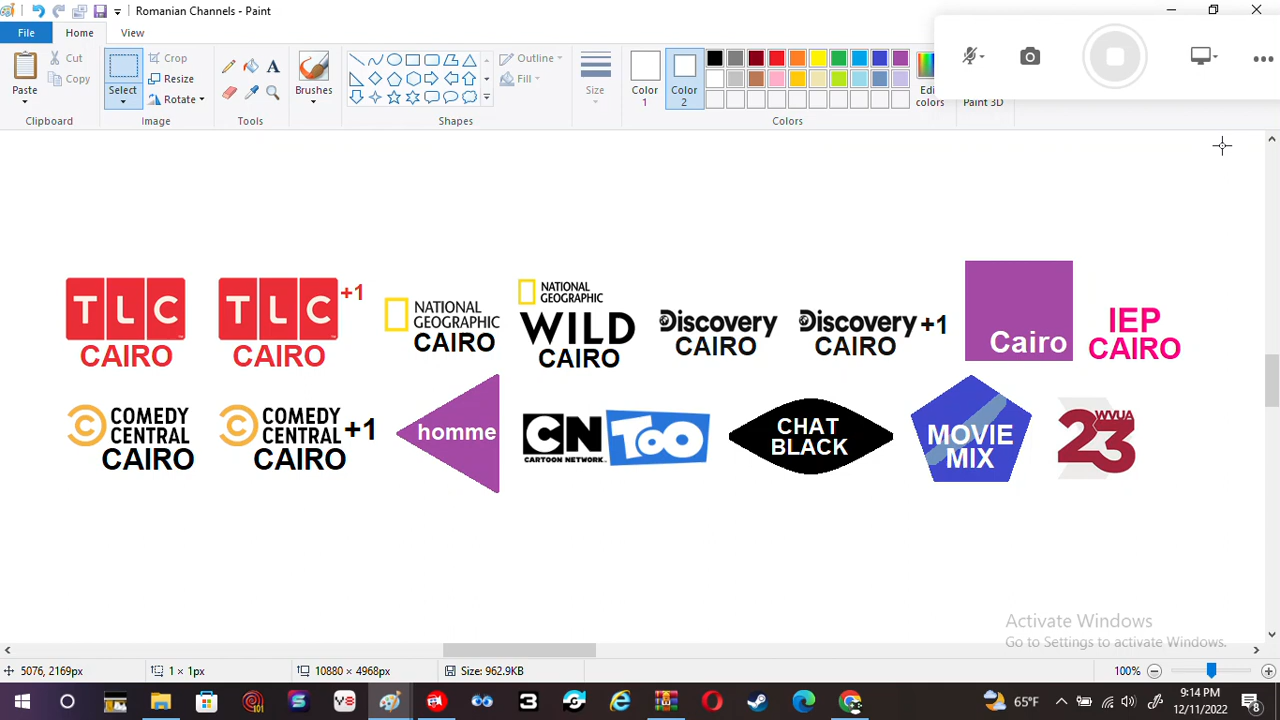 Romanian Channels - Paint
File Home View
Paste
Cut
Copy
Clipboard
Select
Crop
Resize
Rotate
Image
A
Tools
Brushes
Shapes
Outline
Fill
Size
Color
1
Color
2
Edit
colors
Colors
Paint 3D
TLC
CAIRO
TLC +1
CAIRO
NATIONAL
GEOGRAPHIC
CAIRO
NATIONAL
GEOGRAPHIC
WILD
CAIRO
Discovery
CAIRO
Discovery +1
CAIRO
Cairo
IEP
CAIRO
COMEDY
CENTRAL
CAIRO
COMEDY
CENTRAL +1
CAIRO
homme
CN Too
CARTOON NETWORK
CHAT
BLACK
MOVIE
MIX
WVUA
23
Activate Windows
Go to Settings to activate Windows.
5076, 2169px
1 × 1px
10880 × 4968px
Size: 962.9KB
100%
101
YS
3
65°F
9:14 PM
12/11/2022
8